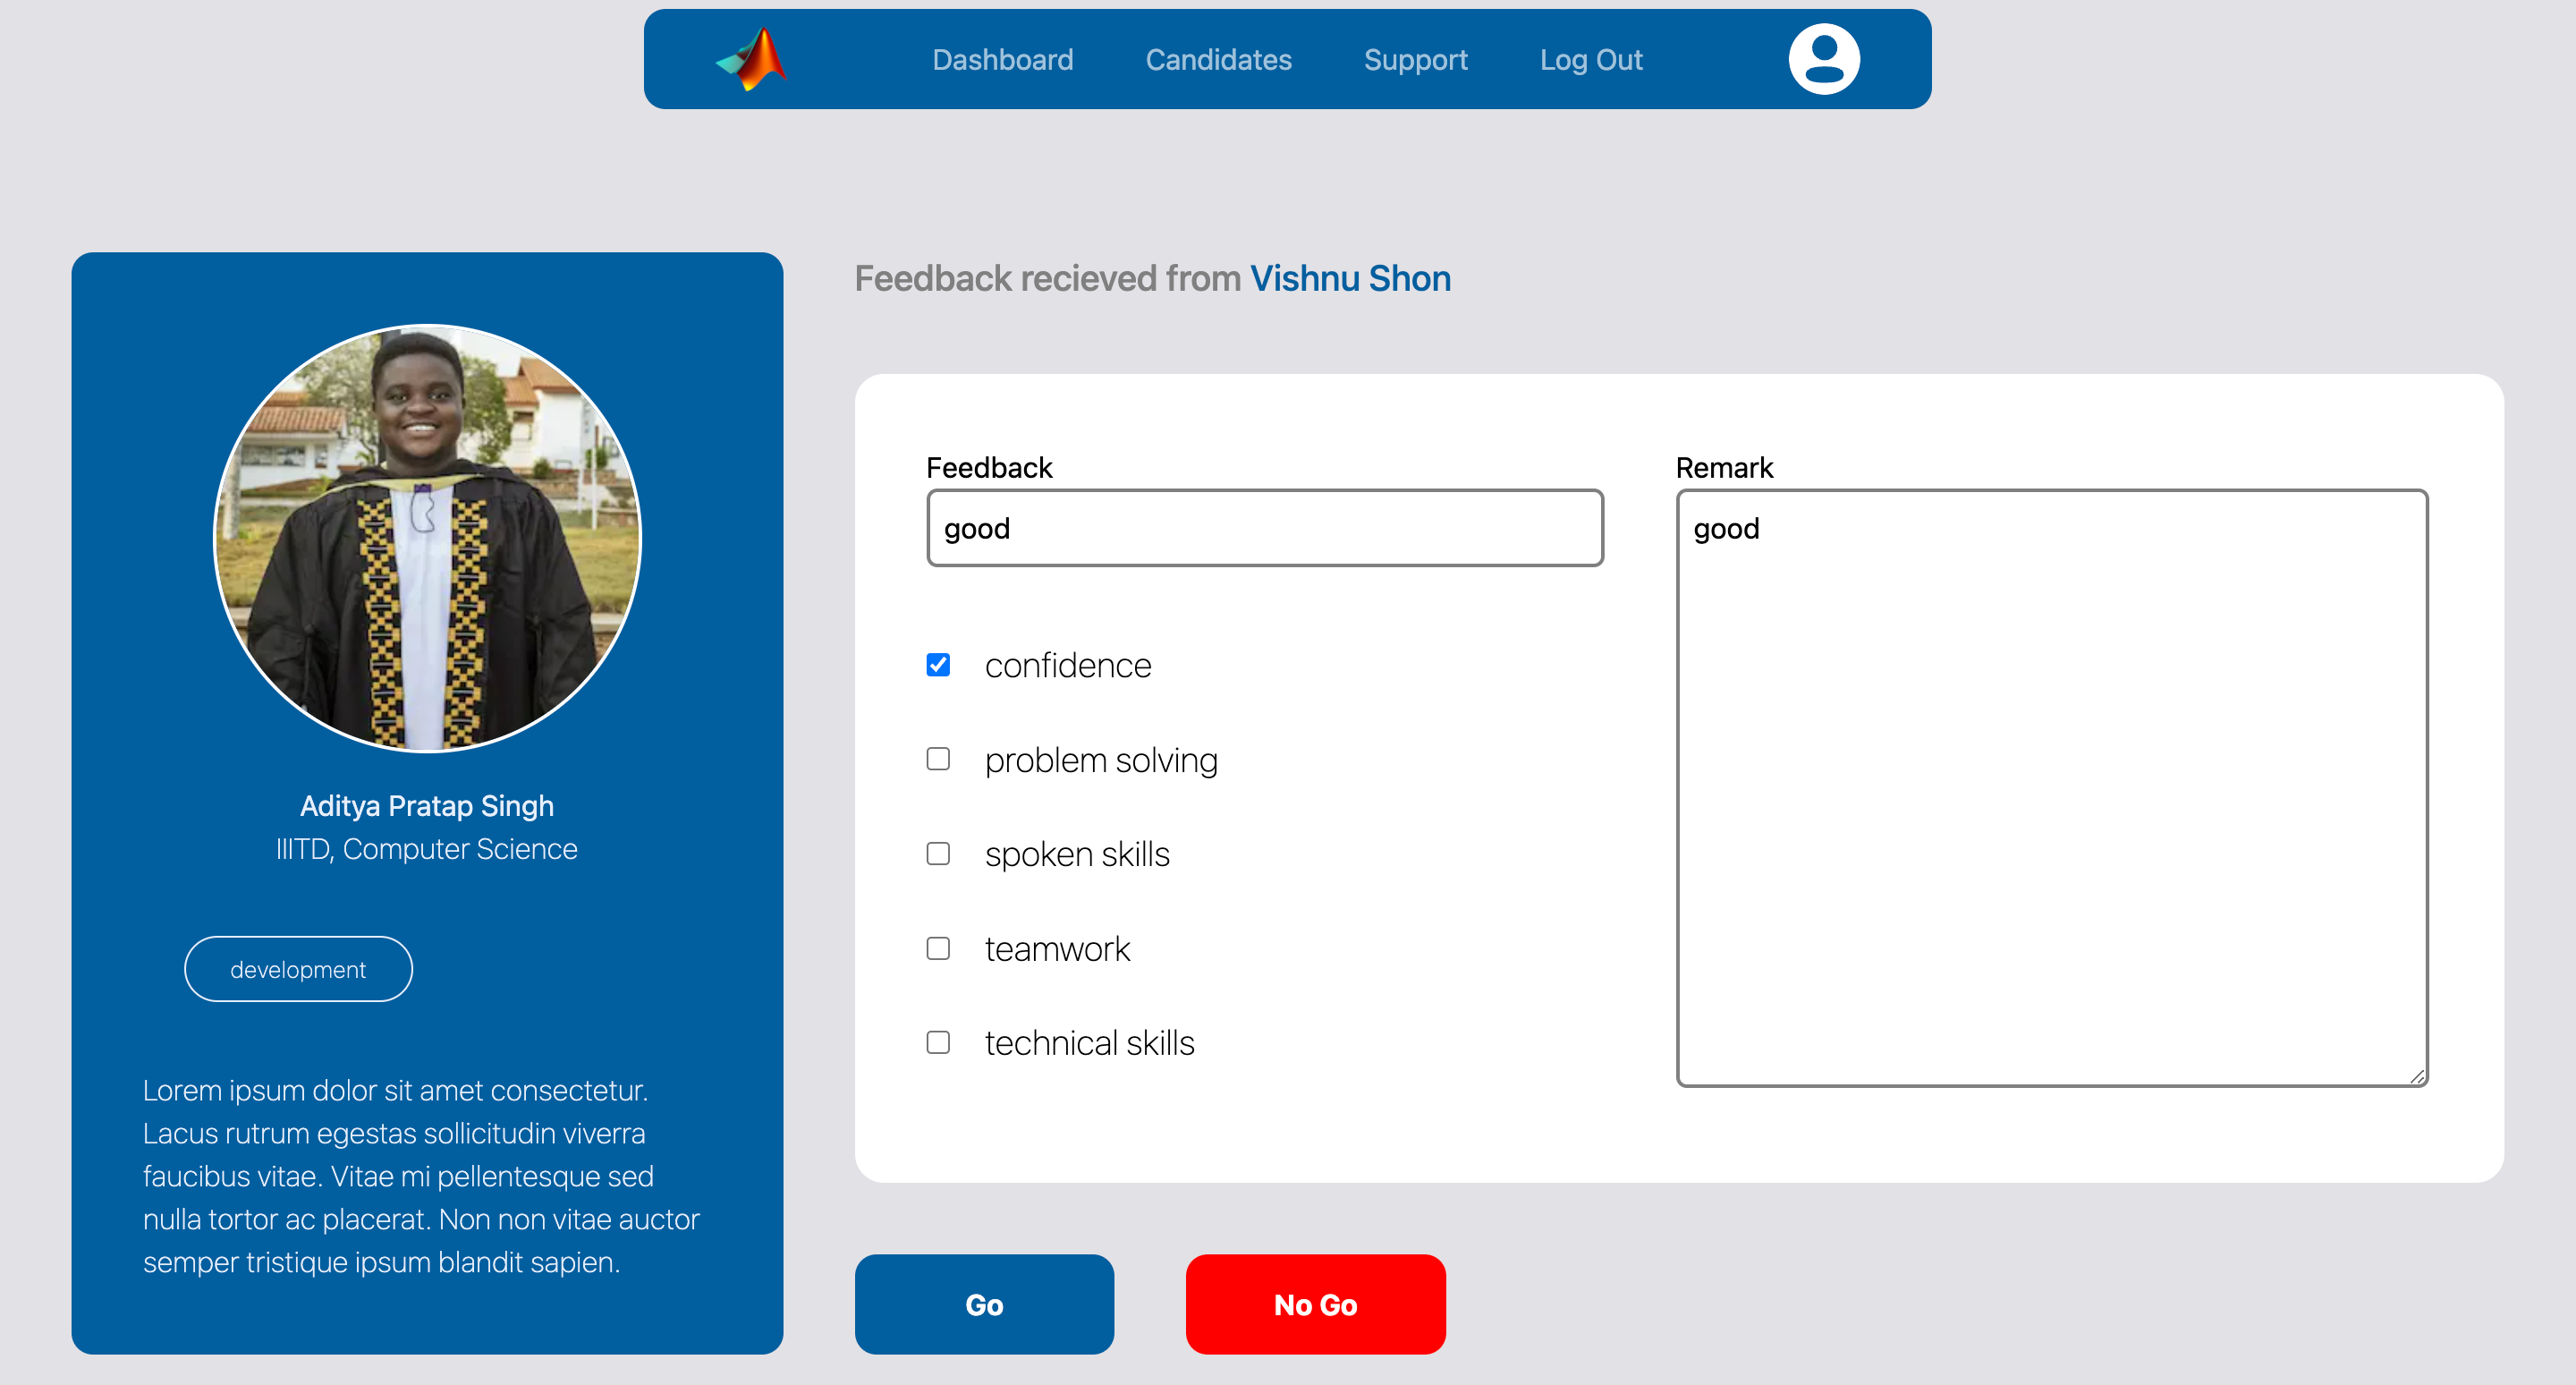 Dashboard Candidates Support Log Out
Feedback recieved from Vishnu Shon
Aditya Pratap Singh
IIITD, Computer Science
development
Lorem ipsum dolor sit amet consectetur.
Lacus rutrum egestas sollicitudin viverra
faucibus vitae. Vitae mi pellentesque sed
nulla tortor ac placerat. Non non vitae auctor
semper tristique ipsum blandit sapien.
Feedback
good
confidence
problem solving
spoken skills
teamwork
technical skills
Remark
good
Go
No Go